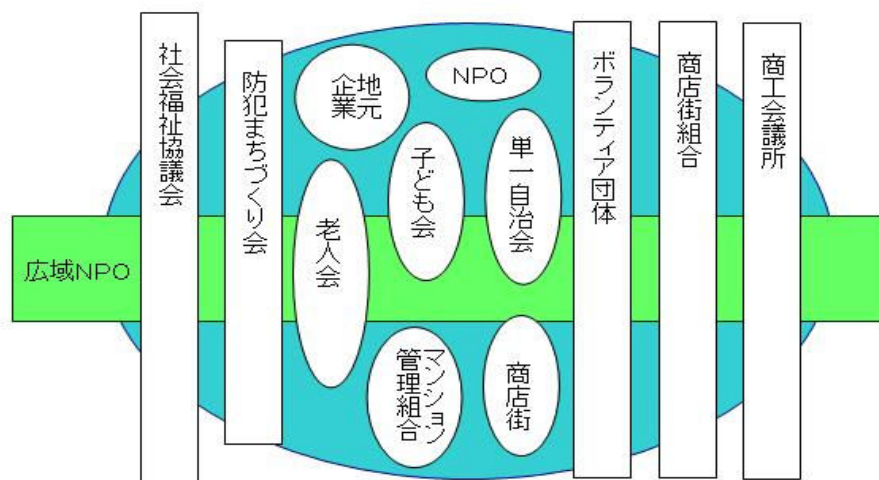 社会福祉協議会
防犯まちづくり会
地元
企業
NPO
子ども会
単一自治会
老人会
ボランティア団体
商店街組合
商工会議所
広域NPO
マンション
管理組合
商店街